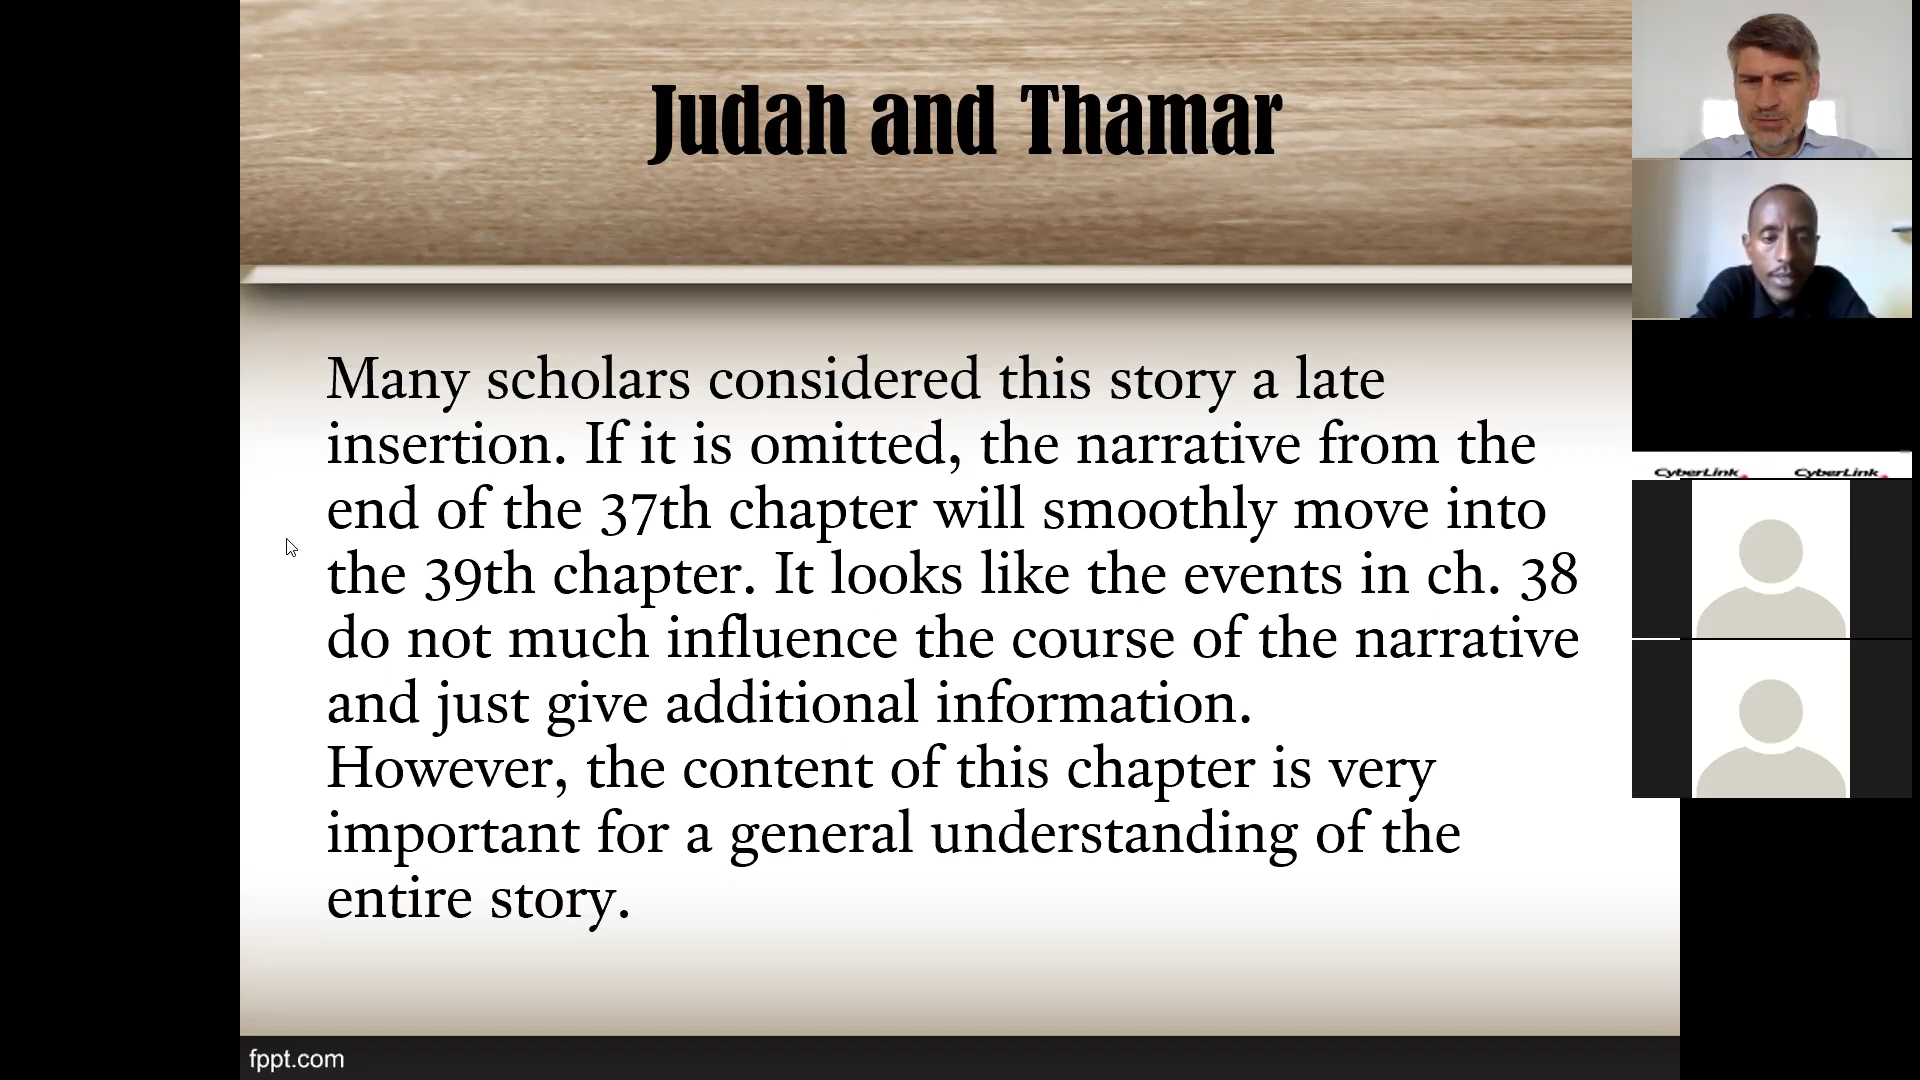 Judah and Thamar
Many scholars considered this story a late
insertion. If it is omitted, the narrative from the
end of the 37th chapter will smoothly move into
the 39th chapter. It looks like the events in ch. 38
do not much influence the course of the narrative
and just give additional information.
However, the content of this chapter is very
important for a general understanding of the
entire story.
CyberLink CyberLink
fppt.com